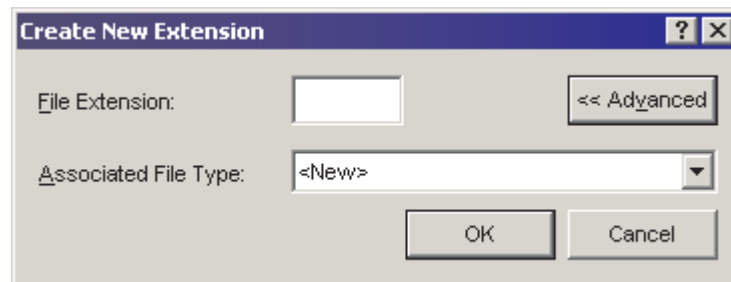 Create New Extension ? X
File Extension: << Advanced
Associated File Type: <New>
OK Cancel